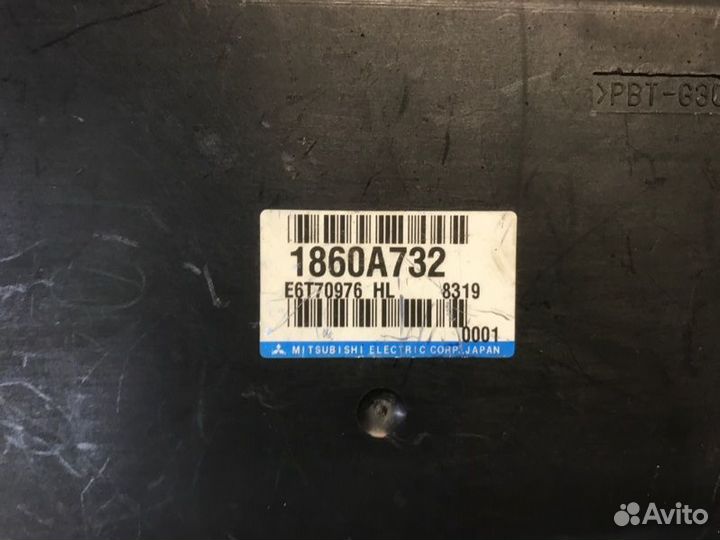 >PBT-G30
1860A732
E6T70976 HL 8319
0001
MITSUBISHI ELECTRIC CORP. JAPAN
Avito